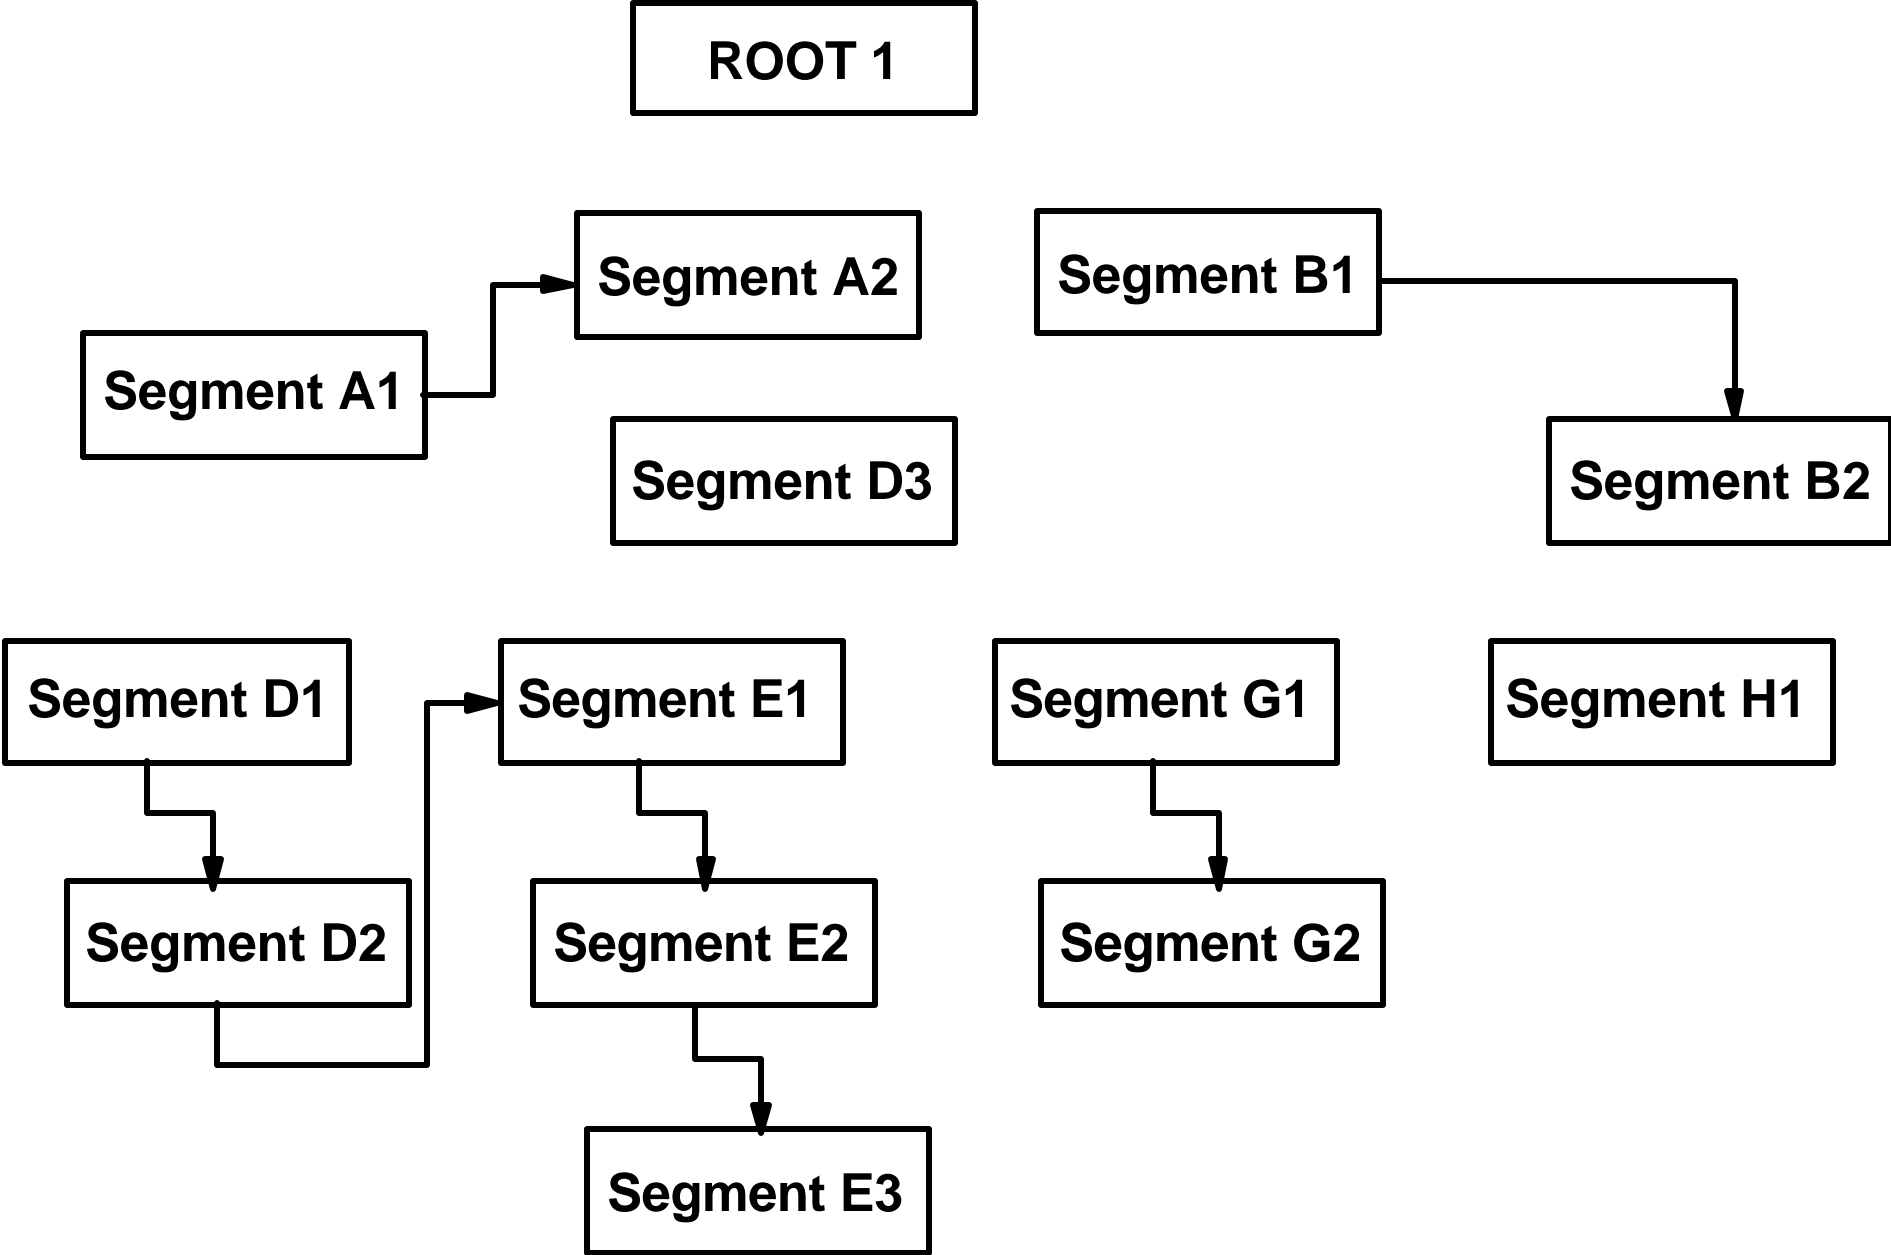 ROOT 1
Segment A2
Segment B1
Segment A1
Segment D3
Segment B2
Segment D1
Segment E1
Segment G1
Segment H1
Segment D2
Segment E2
Segment G2
Segment E3